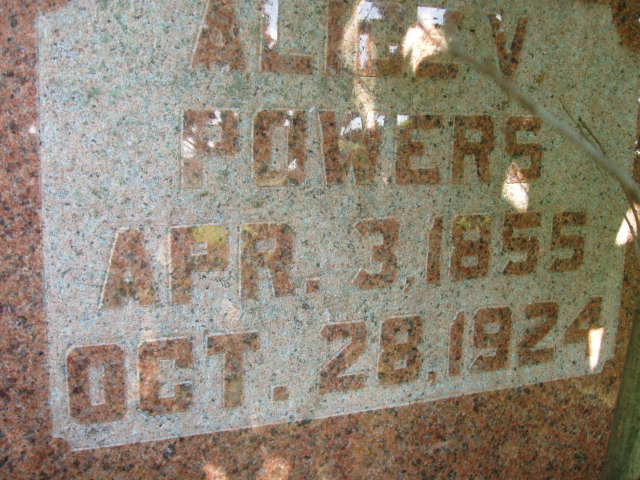 POWERS
APR. 3, 1855
OCT. 28, 1924